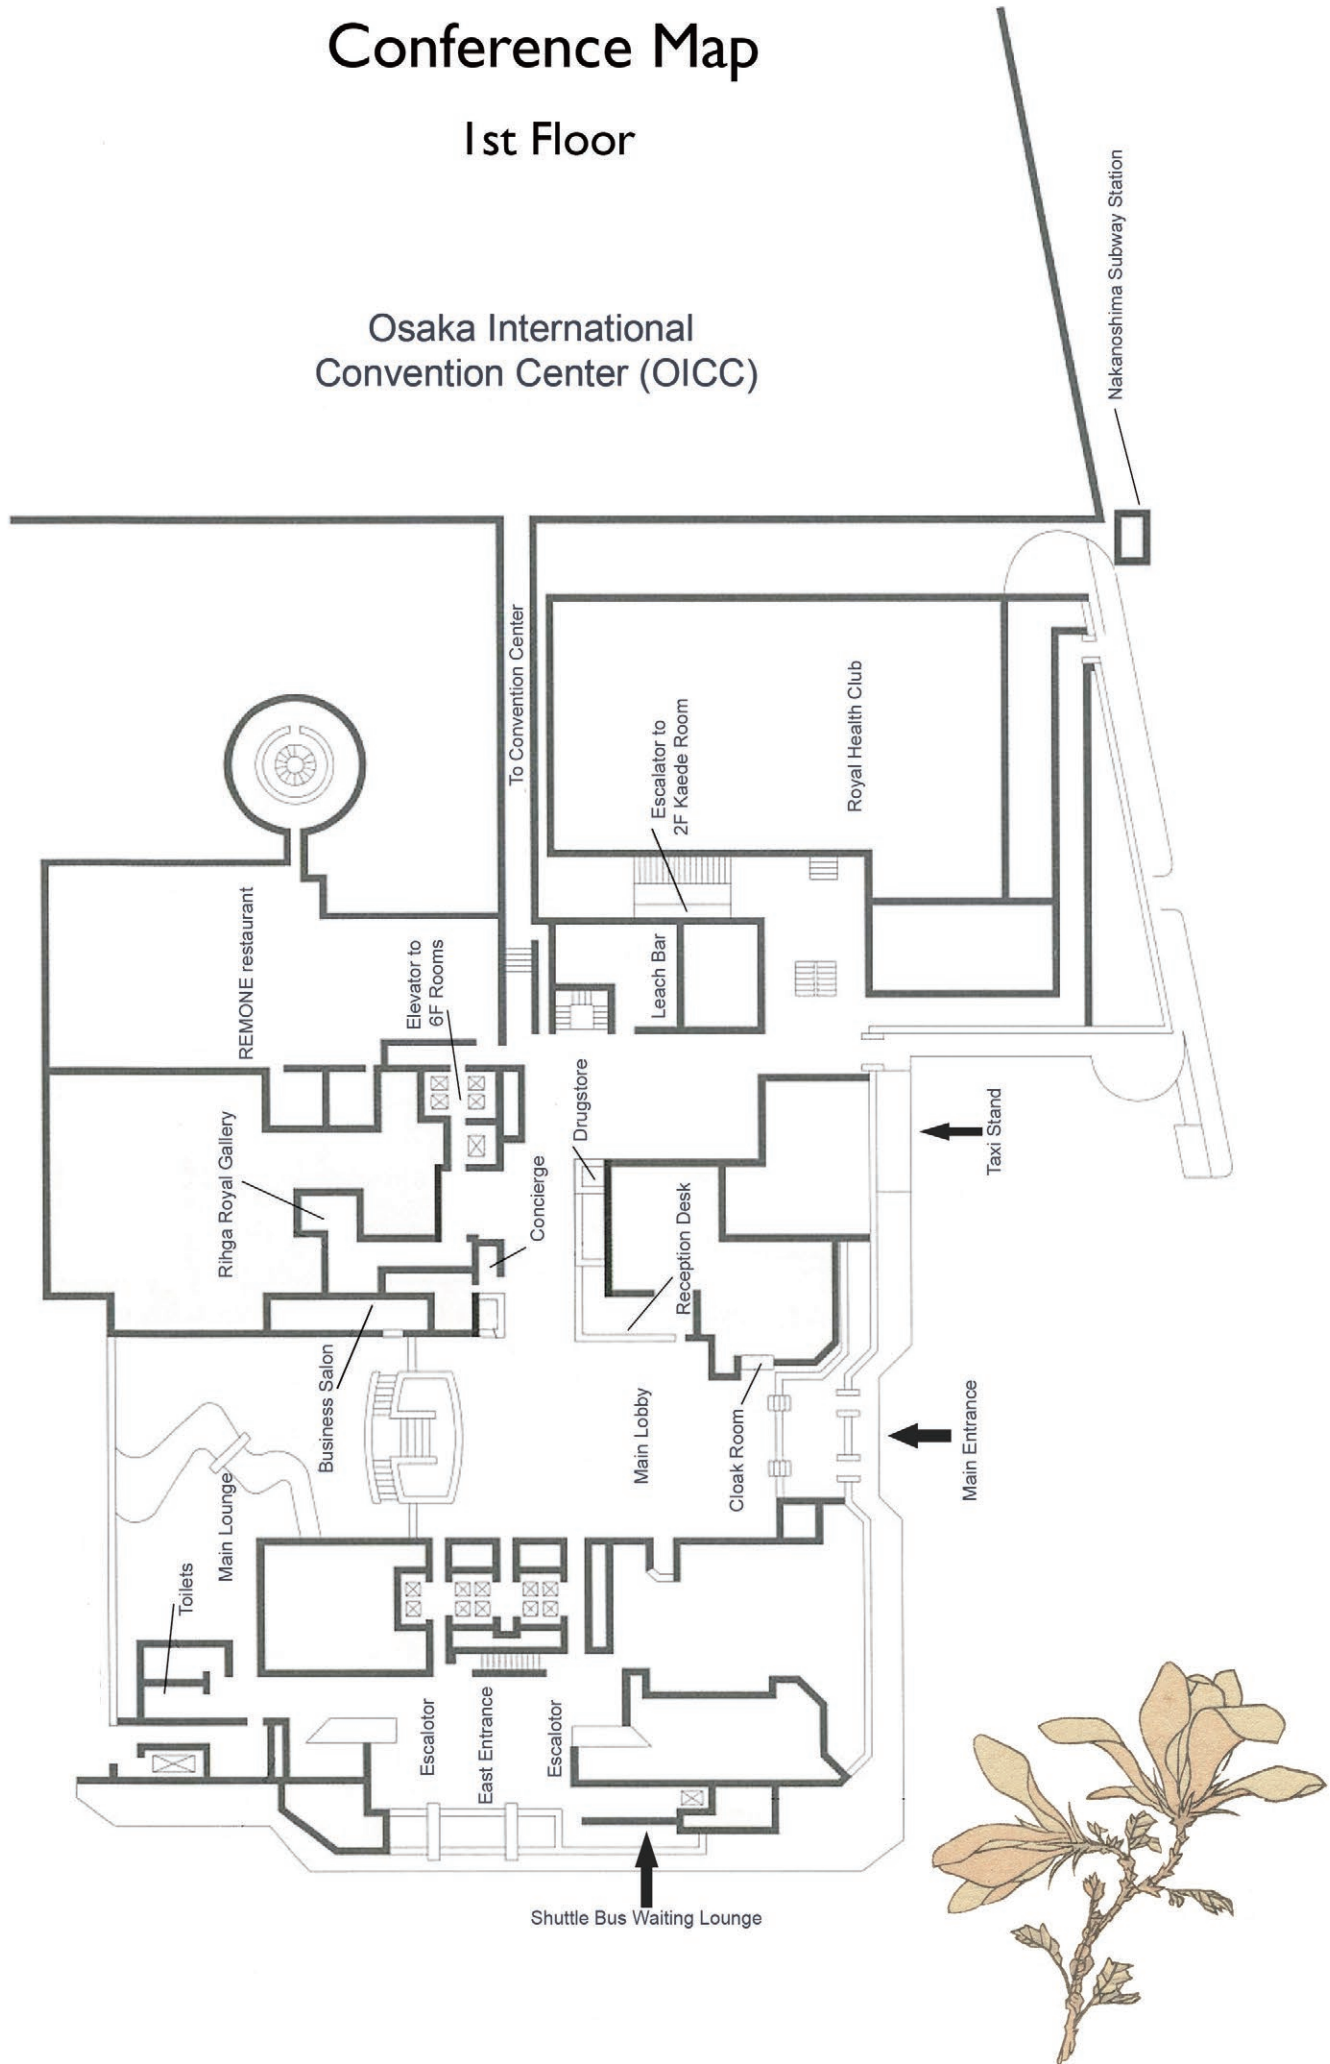 Conference Map
1st Floor
Nakanoshima Subway Station
Osaka International
Convention Center (OICC)
To Convention Center
Escalator to
2F Kaede Room
Royal Health Club
REMONE restaurant
Elevator to
6F Rooms
Leach Bar
Drugstore
Taxi Stand
Rihga Royal Gallery
Concierge
Reception Desk
Business Salon
Main Lobby
Cloak Room
Main Entrance
Main Lounge
Toilets
Escalotor
East Entrance
Escalotor
Shuttle Bus Waiting Lounge